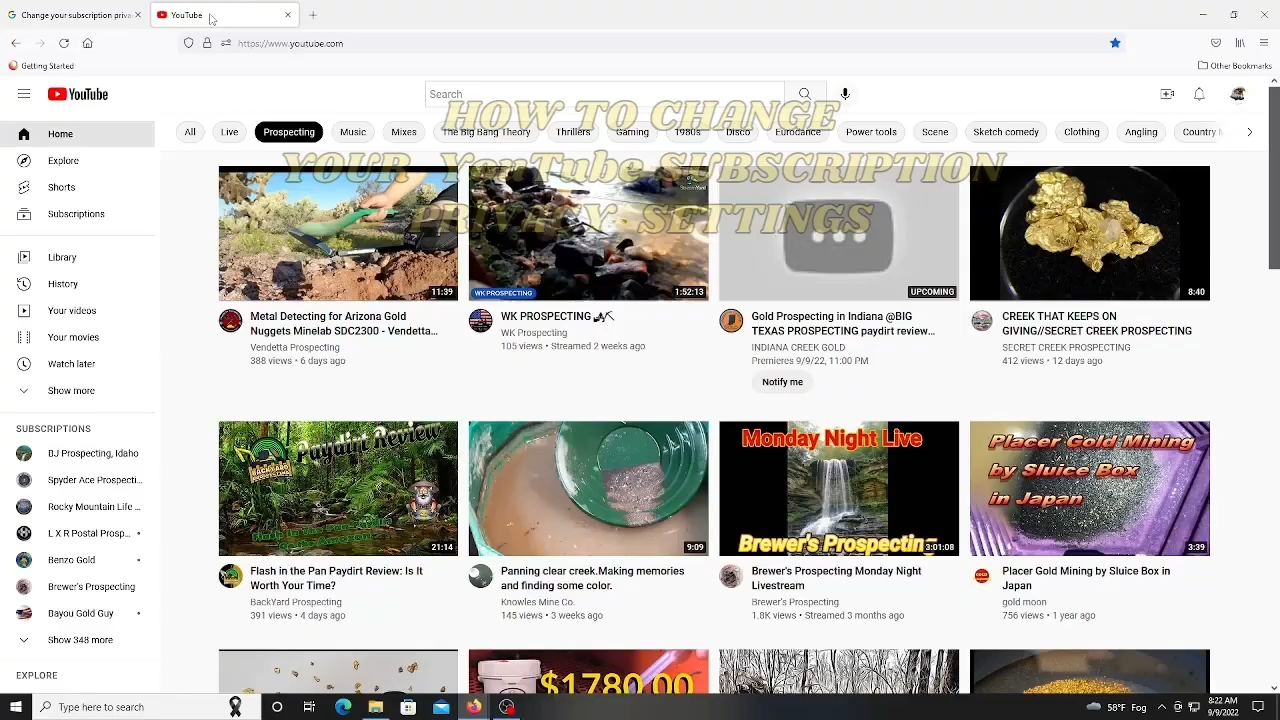 Change your subscription priva
YouTube
https://www.youtube.com
Getting Started
Other Bookmarks
YouTube
Search
HOW TO CHANGE
YOUR YouTube SUBSCRIPTION
PRIVACY SETTINGS
All
Live
Prospecting
Music
Mixes
The Big Bang Theory
Thrillers
Gaming
1980s
Disco
Eurodance
Power tools
Scene
Sketch comedy
Clothing
Angling
Country
Home
Explore
Shorts
Subscriptions
Library
History
Your videos
Your movies
Watch later
Show more
SUBSCRIPTIONS
BJ Prospecting, Idaho
Spyder Ace Prospecti...
Rocky Mountain Life ...
L X R Postal Prosp...
Benzo Gold
Brewer's Prospecting
Bayou Gold Guy
Show 348 more
EXPLORE
11:39
Metal Detecting for Arizona Gold
Nuggets Minelab SDC2300 - Vendetta...
Vendetta Prospecting
388 views • 6 days ago
WK PROSPECTING
1:52:13
WK PROSPECTING
WK Prospecting
105 views • Streamed 2 weeks ago
UPCOMING
Gold Prospecting in Indiana @BIG
TEXAS PROSPECTING paydirt review...
INDIANA CREEK GOLD
Premieres 9/9/22, 11:00 PM
Notify me
8:40
CREEK THAT KEEPS ON
GIVING//SECRET CREEK PROSPECTING
SECRET CREEK PROSPECTING
412 views • 12 days ago
Paydirt Review
21:14
Flash in the Pan Paydirt Review: Is It
Worth Your Time?
BackYard Prospecting
391 views • 4 days ago
9:09
Panning clear creek.Making memories
and finding some color.
Knowles Mine Co.
145 views • 3 weeks ago
Monday Night Live
Brewer's Prospecting
3:01:08
Brewer's Prospecting Monday Night
Livestream
Brewer's Prospecting
1.8K views • Streamed 3 months ago
Placer Gold Mining
by Sluice Box
in Japan
3:39
Placer Gold Mining by Sluice Box in
Japan
gold moon
756 views • 1 year ago
$1780.00
Type here to search
58°F Fog
8:22 AM
9/9/2022